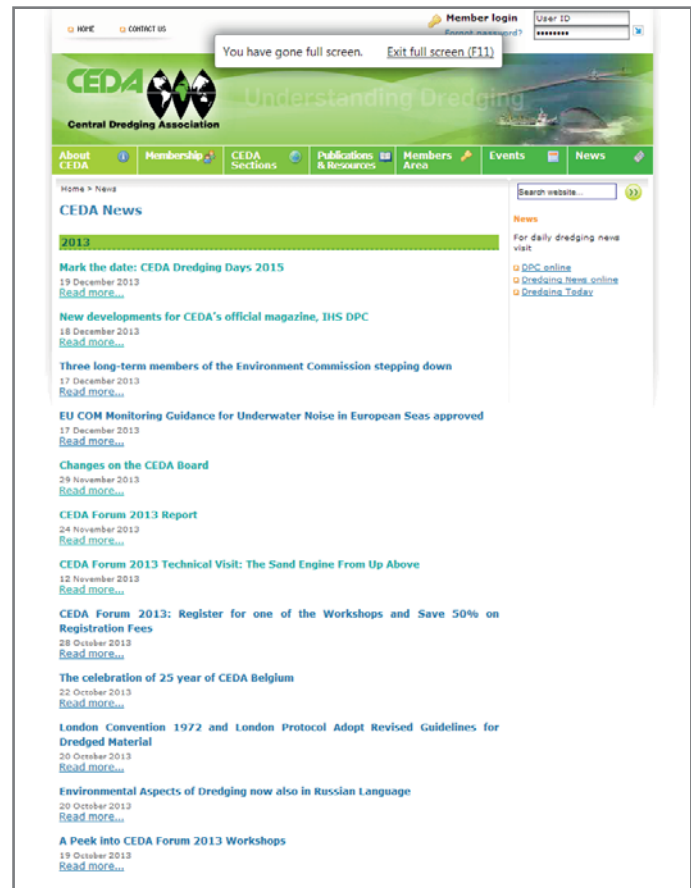 HOME CONTACT US Member login User ID
Forgot password? ••••••••
You have gone full screen. Exit full screen (F11)
CEDA
Central Dredging Association
Understanding Dredging
About CEDA Membership CEDA Sections Publications & Resources Members Area Events News
Home > News
Search website...
CEDA News
News
For daily dredging news
visit
DPC online
Dredging News online
Dredging Today
2013
Mark the date: CEDA Dredging Days 2015
19 December 2013
Read more...
New developments for CEDA's official magazine, IHS DPC
18 December 2013
Read more...
Three long-term members of the Environment Commission stepping down
17 December 2013
Read more...
EU COM Monitoring Guidance for Underwater Noise in European Seas approved
17 December 2013
Read more...
Changes on the CEDA Board
29 November 2013
Read more...
CEDA Forum 2013 Report
24 November 2013
Read more...
CEDA Forum 2013 Technical Visit: The Sand Engine From Up Above
12 November 2013
Read more...
CEDA Forum 2013: Register for one of the Workshops and Save 50% on
Registration Fees
28 October 2013
Read more...
The celebration of 25 year of CEDA Belgium
22 October 2013
Read more...
London Convention 1972 and London Protocol Adopt Revised Guidelines for
Dredged Material
20 October 2013
Read more...
Environmental Aspects of Dredging now also in Russian Language
20 October 2013
Read more...
A Peek into CEDA Forum 2013 Workshops
19 October 2013
Read more...